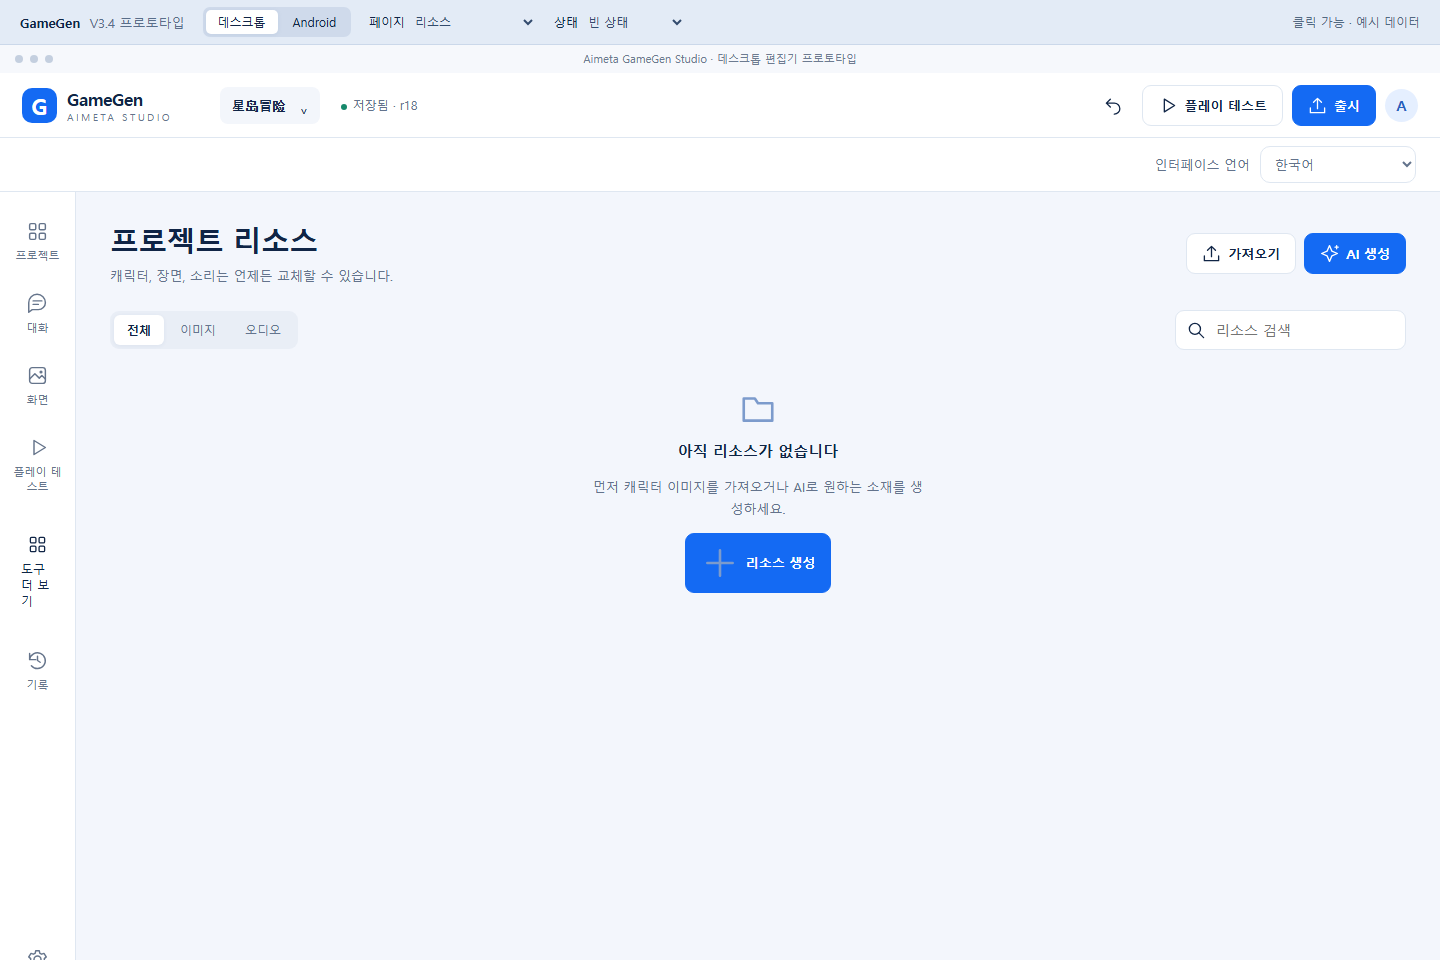 GameGen V3.4 프로토타입 데스크톱 Android 페이지 리소스 상태 빈 상태 클릭 가능 · 예시 데이터
Aimeta GameGen Studio · 데스크톱 편집기 프로토타입
G GameGen
AIMETA STUDIO
星岛冒险
저장됨 · r18
플레이 테스트
출시
A
인터페이스 언어 한국어
프로젝트
대화
화면
플레이 테
스트
도구
더 보
기
기록
프로젝트 리소스
캐릭터, 장면, 소리는 언제든 교체할 수 있습니다.
가져오기
AI 생성
전체 이미지 오디오
리소스 검색
아직 리소스가 없습니다
먼저 캐릭터 이미지를 가져오거나 AI로 원하는 소재를 생
성하세요.
리소스 생성